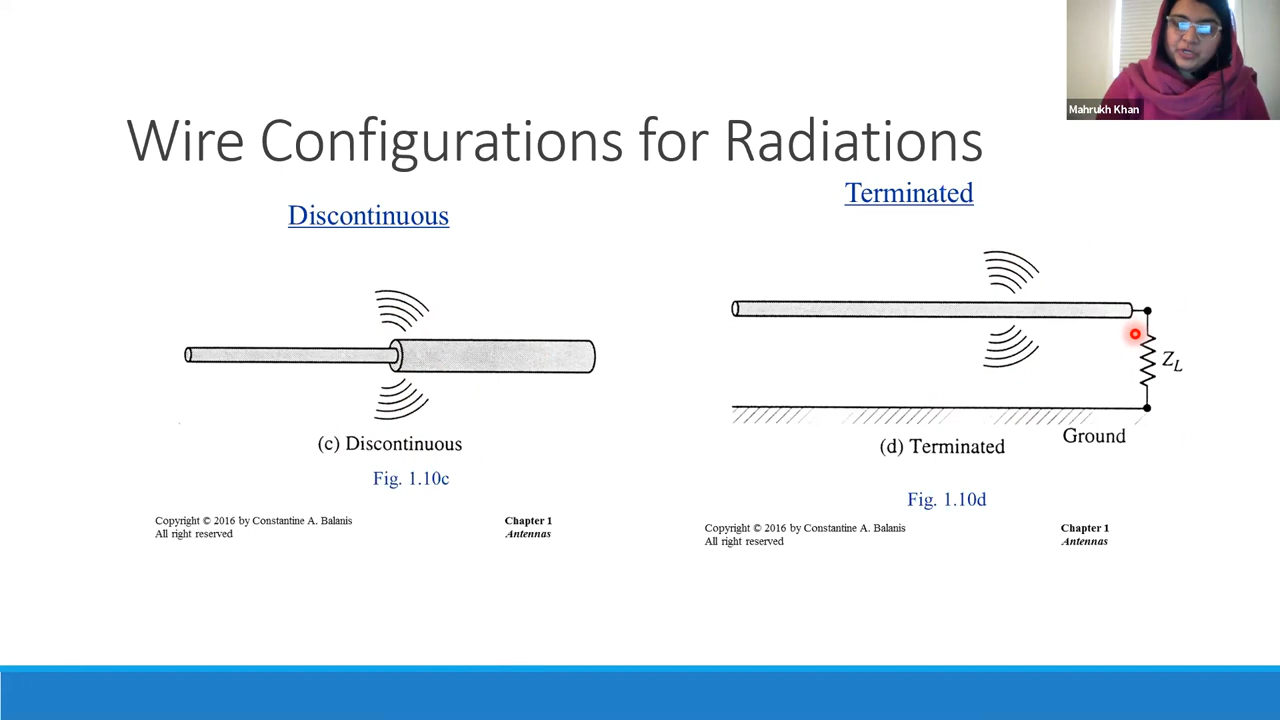 Mahrukh Khan
Wire Configurations for Radiations
Discontinuous
(c) Discontinuous
Fig. 1.10c
Copyright © 2016 by Constantine A. Balanis
All right reserved
Chapter 1
Antennas
Terminated
Z_L
Ground
(d) Terminated
Fig. 1.10d
Copyright © 2016 by Constantine A. Balanis
All right reserved
Chapter 1
Antennas